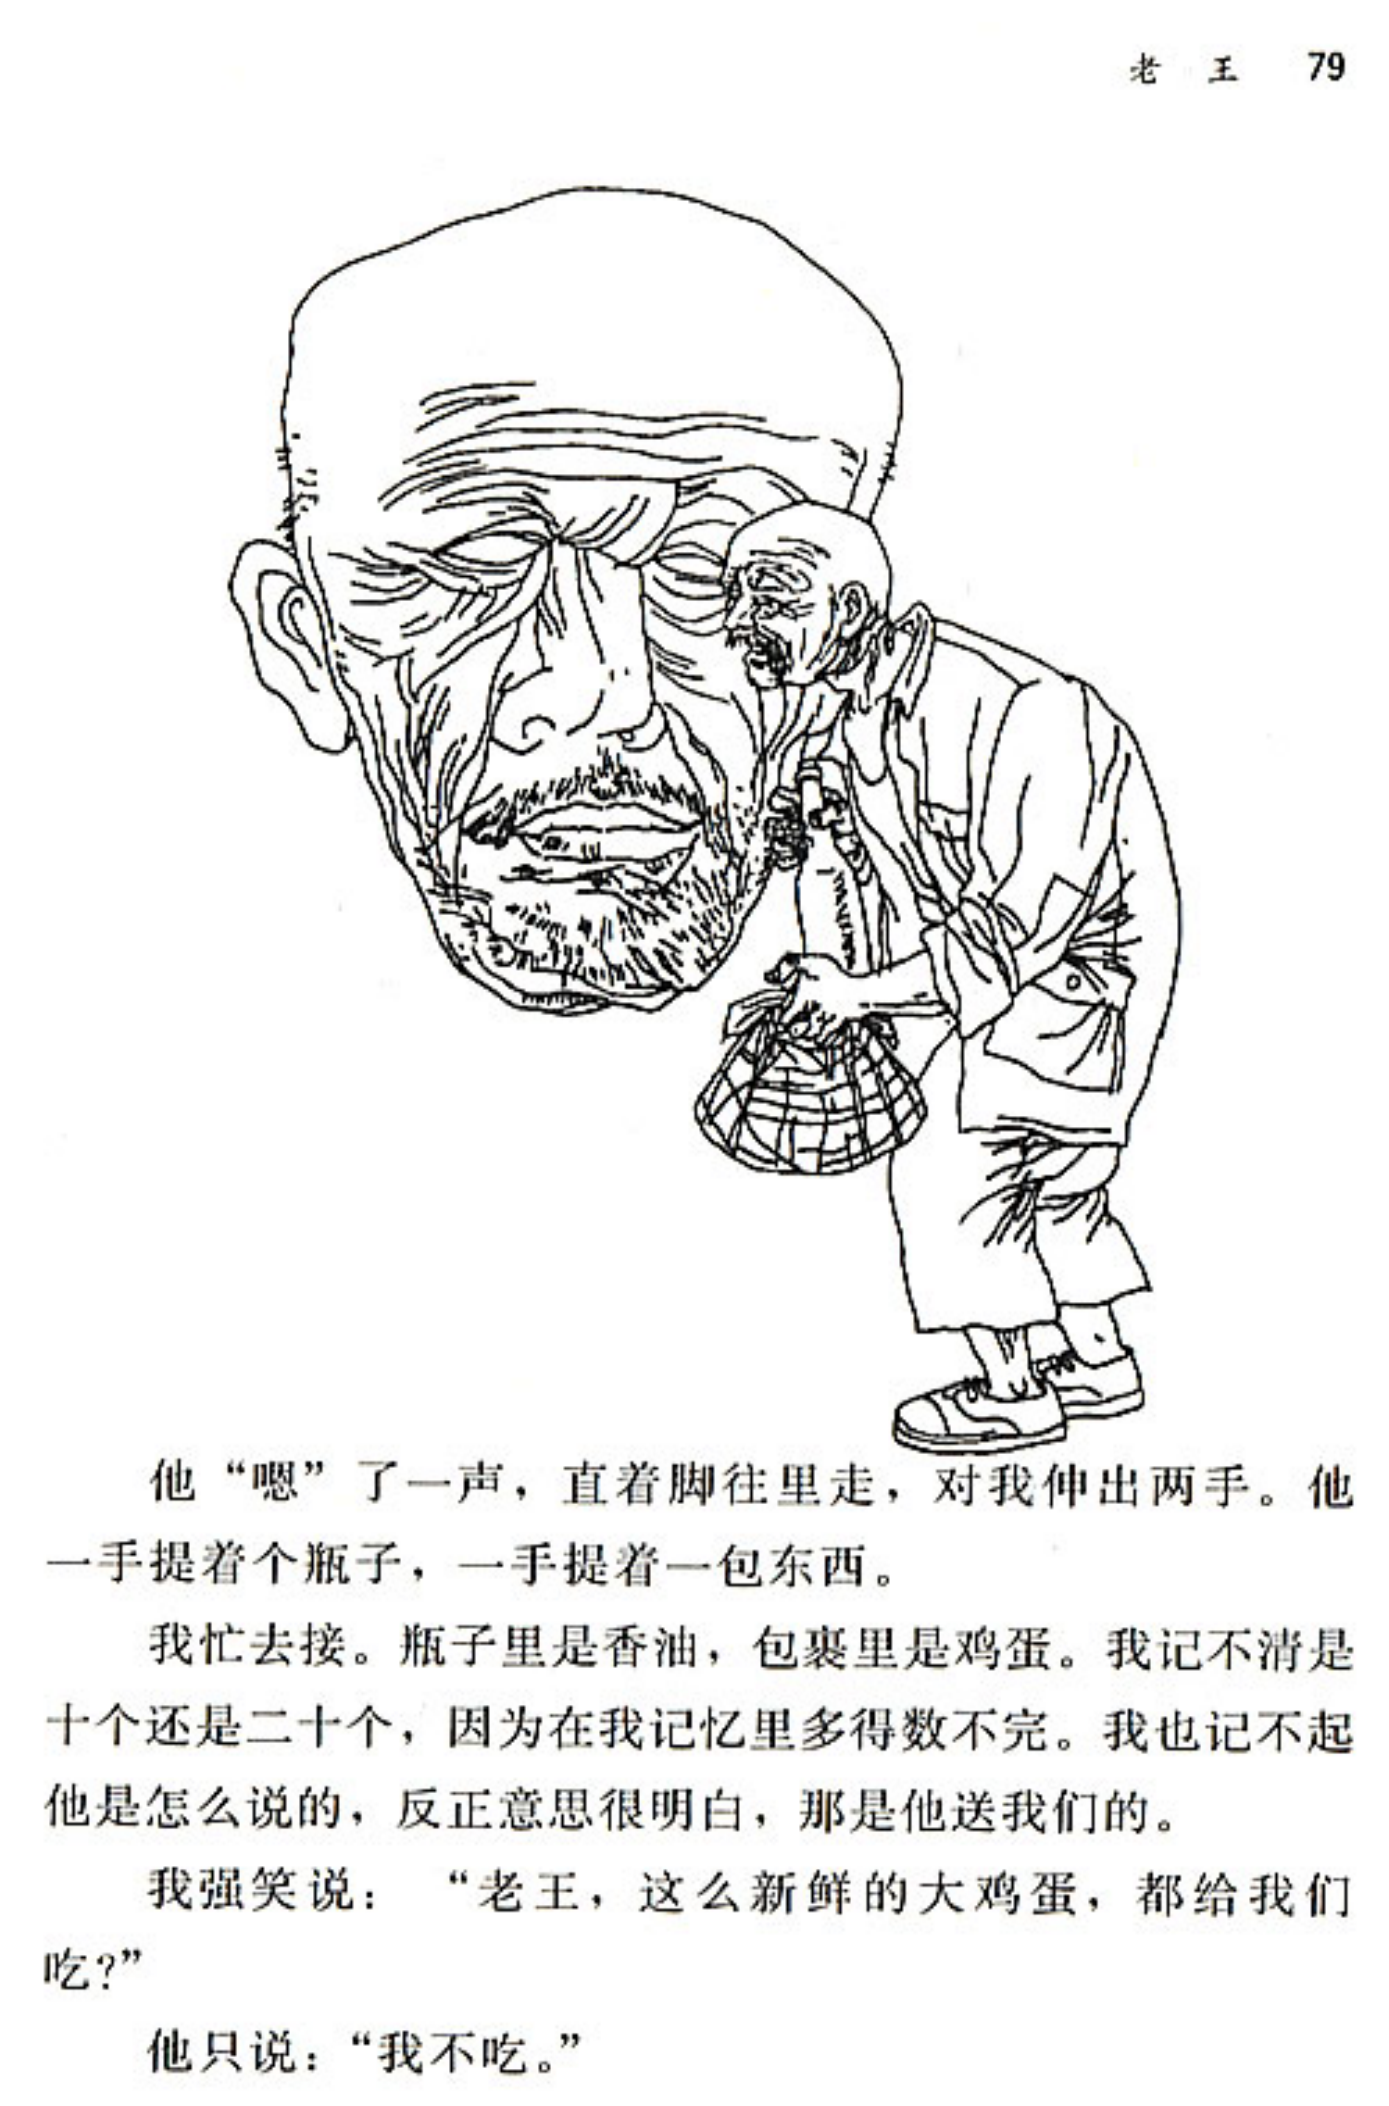 老 王 79
他“嗯”了一声，直着脚往里走，对我伸出两手。他
一手提着个瓶子，一手提着一包东西。
我忙去接。瓶子里是香油，包裹里是鸡蛋。我记不清是
十个还是二十个，因为在我记忆里多得数不完。我也记不起
他是怎么说的，反正意思很明白，那是他送我们的。
我强笑说：“老王，这么新鲜的大鸡蛋，都给我们
吃？”
他只说：“我不吃。”